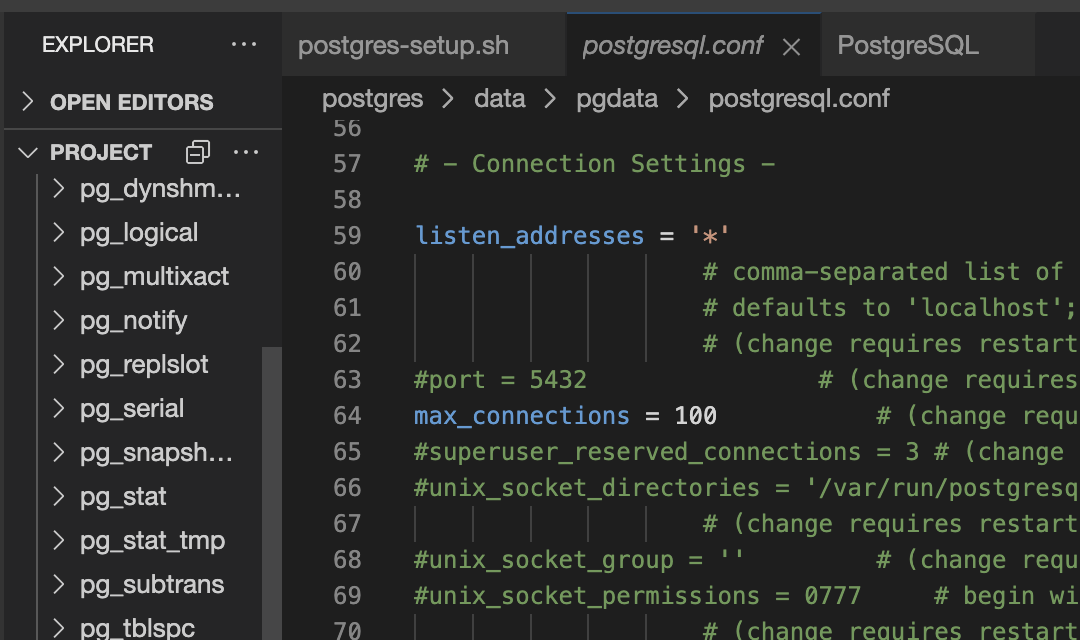 EXPLORER ···
OPEN EDITORS
PROJECT ···
pg_dynshm...
pg_logical
pg_multixact
pg_notify
pg_replslot
pg_serial
pg_snapsh...
pg_stat
pg_stat_tmp
pg_subtrans
pg_tblspc
postgres-setup.sh postgresql.conf × PostgreSQL
postgres > data > pgdata > postgresql.conf
56
57 # - Connection Settings -
58
59 listen_addresses = '*'
60 # comma-separated list of
61 # defaults to 'localhost';
62 # (change requires restart
63 #port = 5432 # (change requires
64 max_connections = 100 # (change requ
65 #superuser_reserved_connections = 3 # (change
66 #unix_socket_directories = '/var/run/postgresq
67 # (change requires restart
68 #unix_socket_group = '' # (change requ
69 #unix_socket_permissions = 0777 # begin wi
70 # (change requires restart